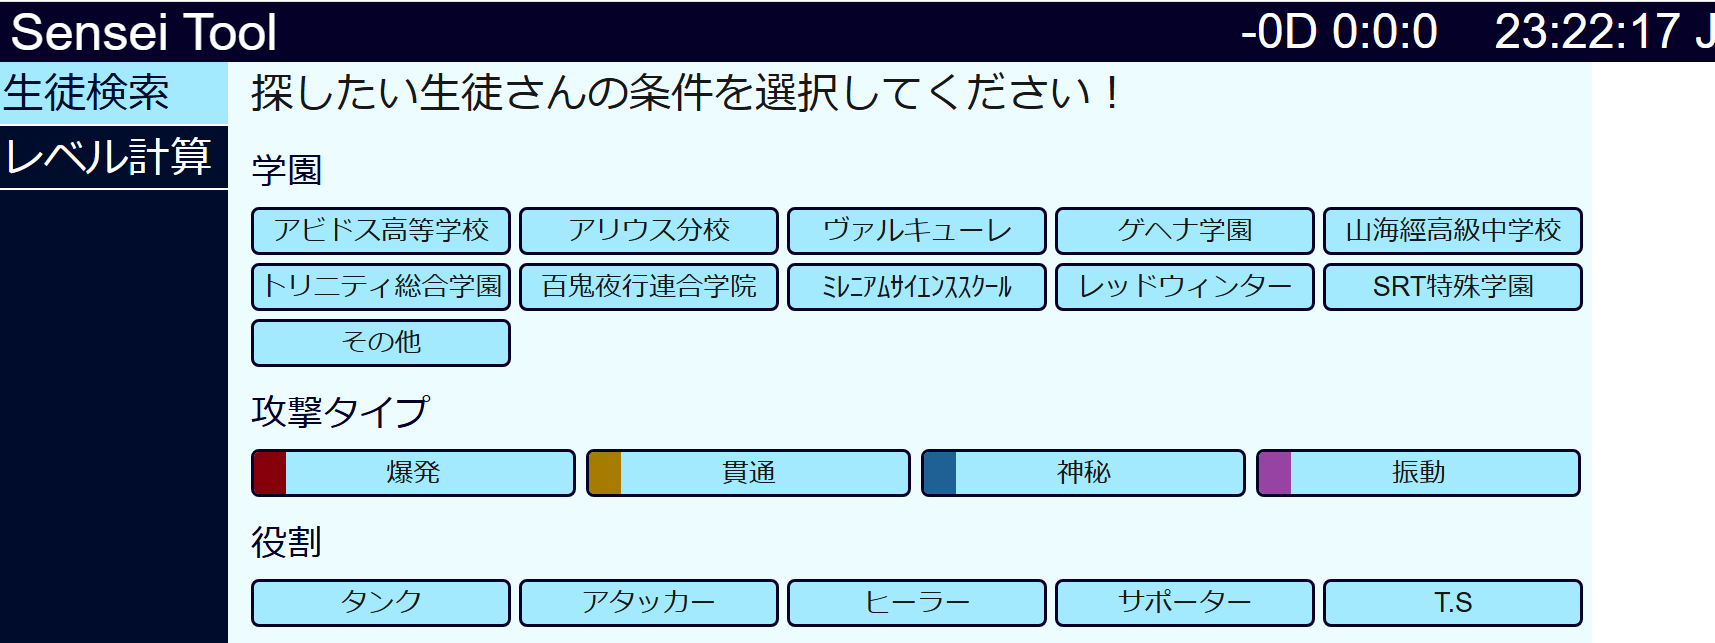 Sensei Tool -0D 0:0:0 23:22:17 J
生徒検索
レベル計算
探したい生徒さんの条件を選択してください！
学園
アビドス高等学校 アリウス分校 ヴァルキューレ ゲヘナ学園 山海經高級中学校
トリニティ総合学園 百鬼夜行連合学院 ミレニアムサイエンススクール レッドウィンター SRT特殊学園
その他
攻撃タイプ
爆発 貫通 神秘 振動
役割
タンク アタッカー ヒーラー サポーター T.S